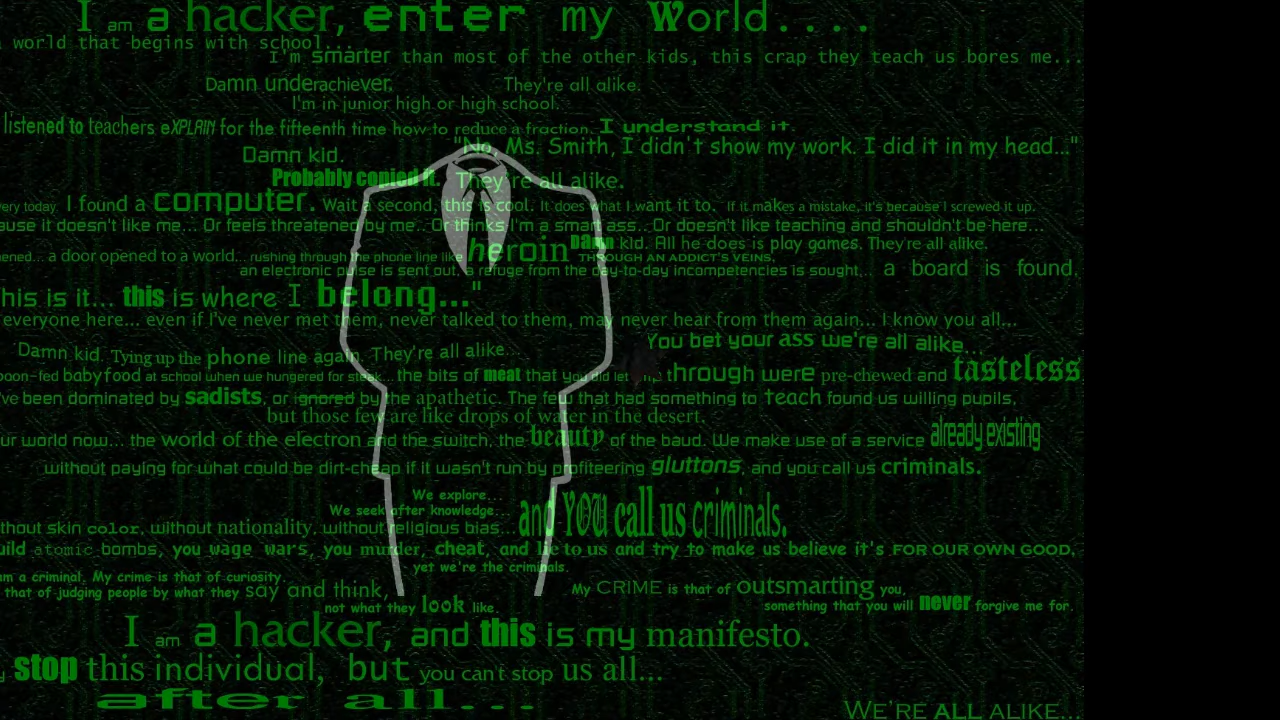 I am a hacker, enter my World....
world that begins with school...
I'm smarter than most of the other kids, this crap they teach us bores me...
Damn underachiever. They're all alike.
I'm in junior high or high school.
listened to teachers eXPLAIN for the fifteenth time how to reduce a fraction. I understand it.
"No, Ms. Smith, I didn't show my work. I did it in my head..."
Damn kid.
Probably copied it. They're all alike.
today I found a computer. Wait a second, this is cool. It does what I want it to. If it makes a mistake, it's because I screwed it up.
it doesn't like me... Or feels threatened by me.. Or thinks I'm a smart ass.. Or doesn't like teaching and shouldn't be here...
heroin Damn kid. All he does is play games. They're all alike.
a door opened to a world... rushing through the phone line like THROUGH AN ADDICT'S VEINS,
an electronic pulse is sent out, a refuge from the day-to-day incompetencies is sought... a board is found.
his is it... this is where I belong..."
everyone here... even if I've never met them, never talked to them, may never hear from them again... I know you all...
Damn kid. Tying up the phone line again. They're all alike... You bet your ass we're all alike...
oon-fed babyfood at school when we hungered for steak... the bits of meat that you did let through were pre-chewed and tasteless
've been dominated by sadists, or ignored by the apathetic. The few that had something to teach found us willing pupils,
but those few are like drops of water in the desert.
ur world now... the world of the electron and the switch, the beauty of the baud. We make use of a service already existing
without paying for what could be dirt-cheap if it wasn't run by profiteering gluttons, and you call us criminals.
We explore...
We seek after knowledge... and YOU call us criminals.
thout skin color, without nationality, without religious bias...
uild atomic bombs, you wage wars, you murder, cheat, and lie to us and try to make us believe it's FOR OUR OWN GOOD,
yet we're the criminals.
am a criminal. My crime is that of curiosity.
that of judging people by what they say and think, My CRIME is that of outsmarting you,
not what they look like. something that you will never forgive me for.
I am a hacker, and this is my manifesto.
stop this individual, but you can't stop us all...
after all...
WE'RE ALL ALIKE...